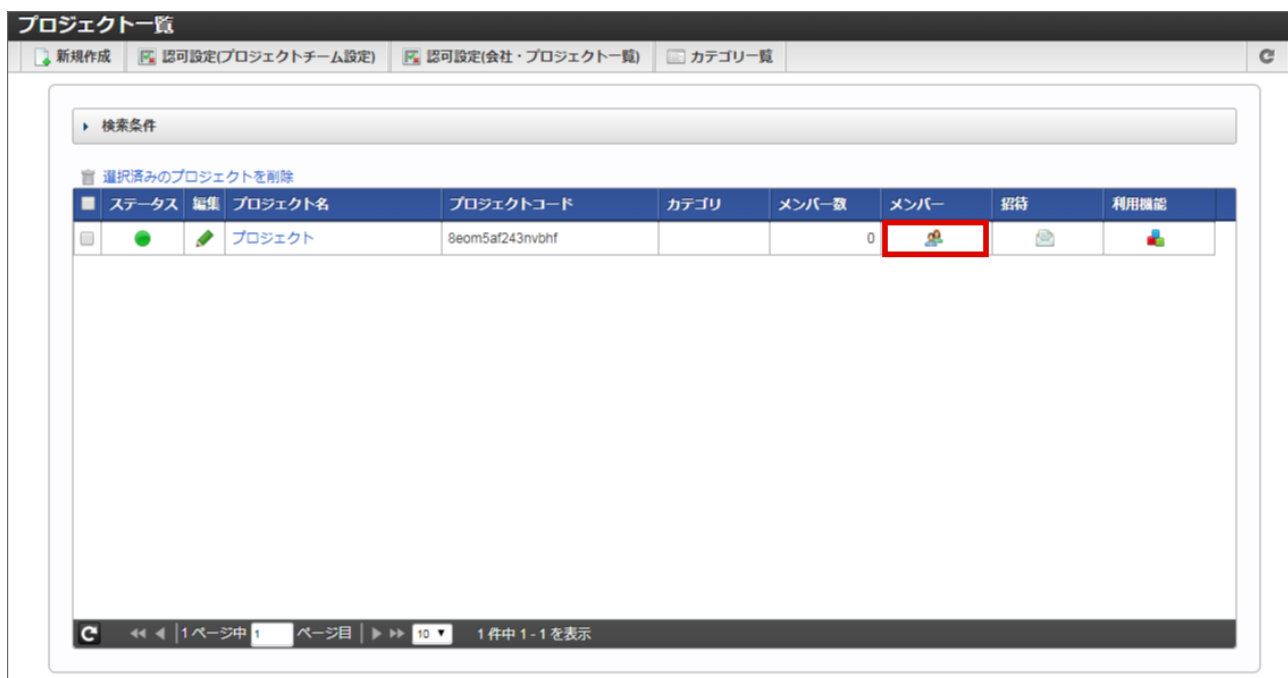 プロジェクト一覧
新規作成 認可設定(プロジェクトチーム設定) 認可設定(会社・プロジェクト一覧) カテゴリ一覧
検索条件
選択済みのプロジェクトを削除
ステータス 編集 プロジェクト名 プロジェクトコード カテゴリ メンバー数 メンバー 招待 利用機能
プロジェクト 8eom5af243nvbhf 0
1 ページ中 1 ページ目 10 1 件中 1 - 1 を表示